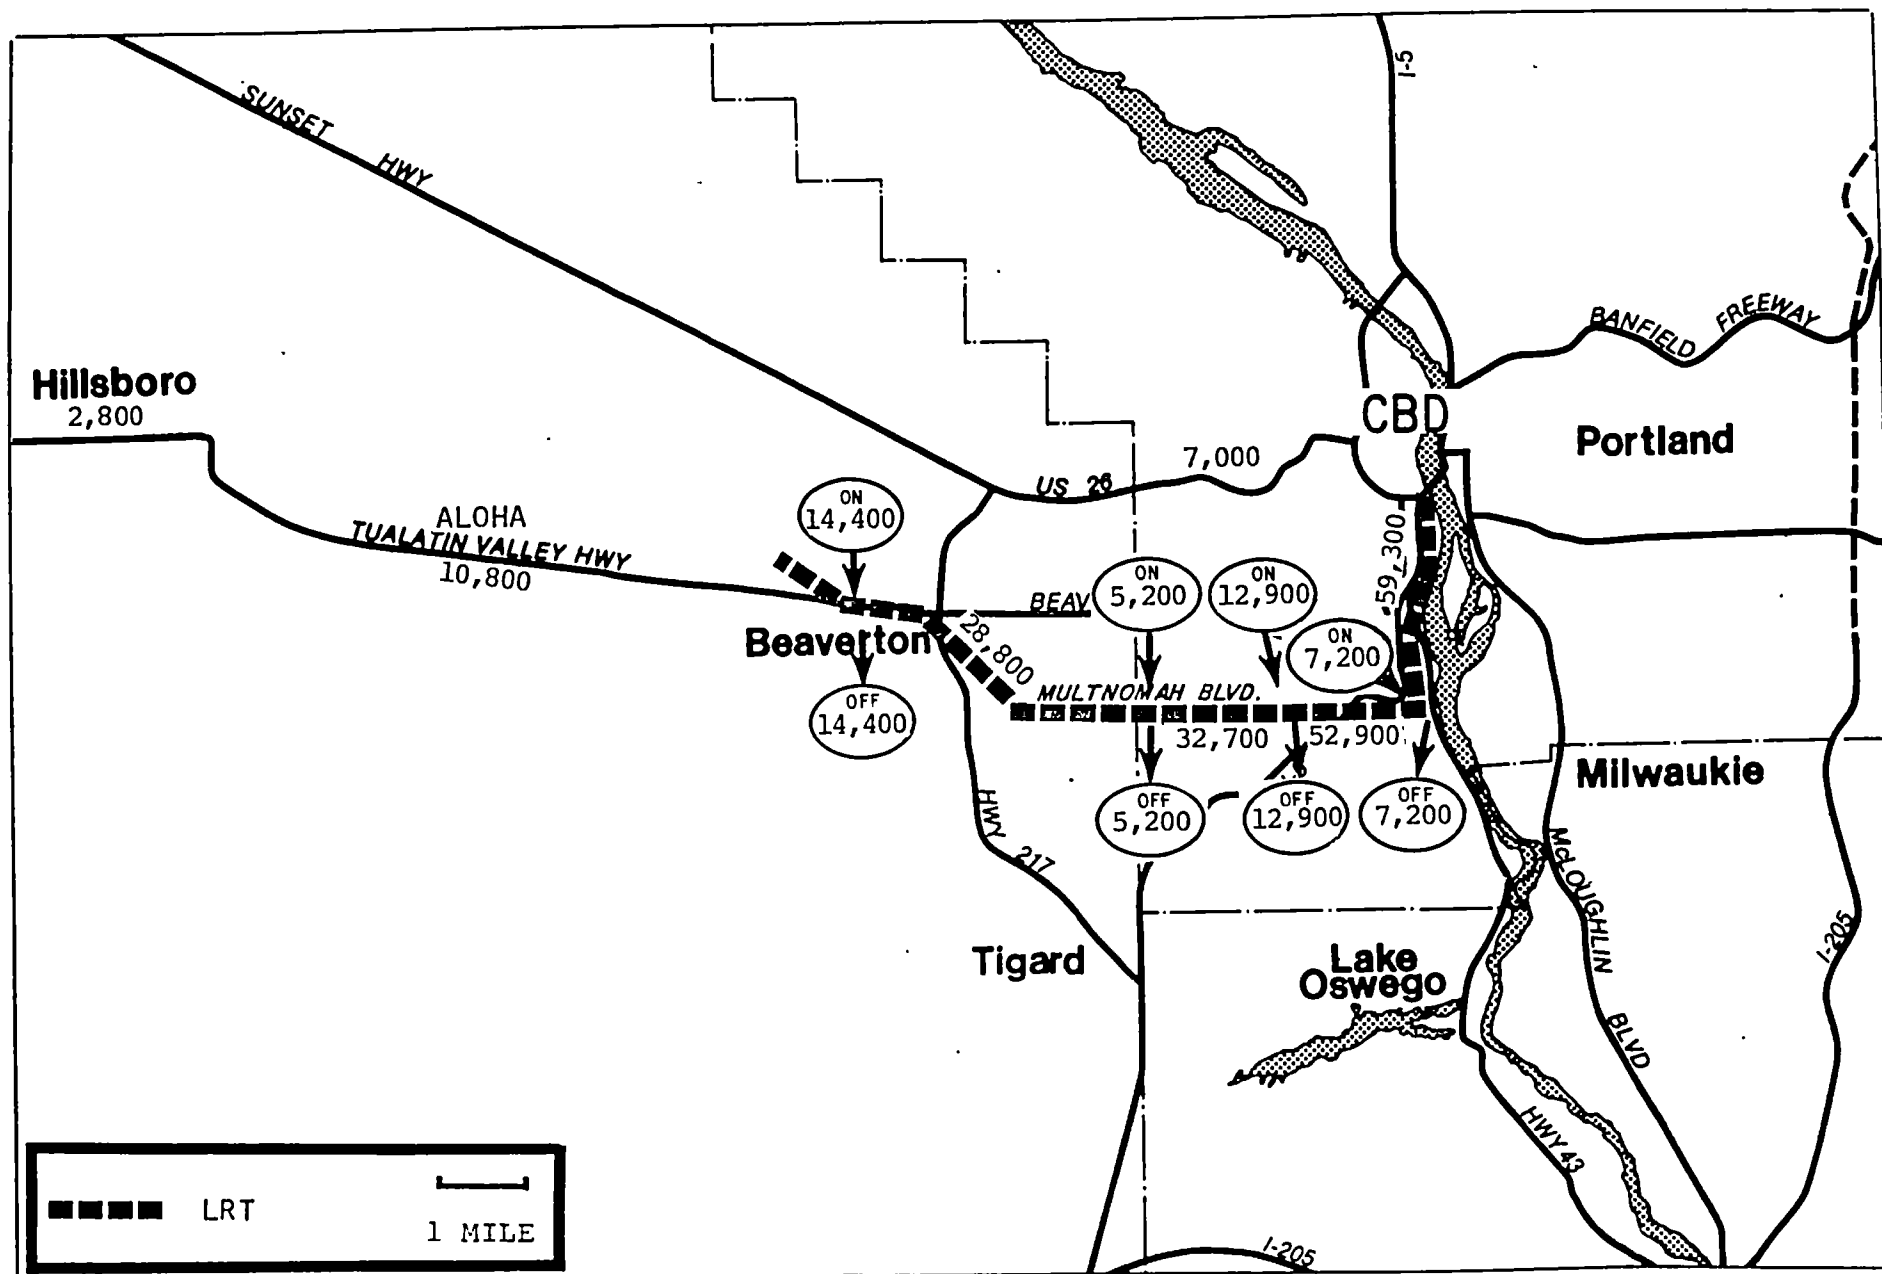 I-5
SUNSET
HWY
BANFIELD
FREEWAY
Hillsboro
2,800
CBD
Portland
7,000
US 26
ON
14,400
ALOHA
TUALATIN VALLEY HWY
10,800
59,300
ON
5,200
ON
12,900
BEAV
Beaverton
28,800
ON
7,200
MULTNOMAH BLVD.
OFF
14,400
32,700
52,900
Milwaukie
OFF
5,200
OFF
12,900
OFF
7,200
HWY
217
McLOUGHLIN
BLVD
I-205
Tigard
Lake
Oswego
HWY 43
LRT
1 MILE
I-205